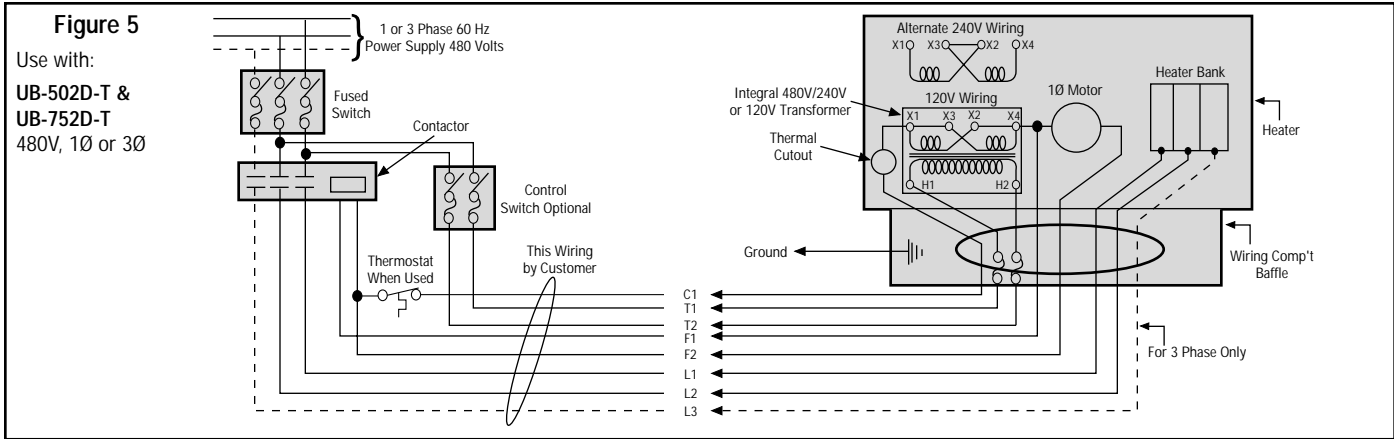 Figure 5
Use with:
UB-502D-T &
UB-752D-T
480V, 1Ø or 3Ø
1 or 3 Phase 60 Hz
Power Supply 480 Volts
Fused
Switch
Contactor
Control
Switch Optional
Thermostat
When Used
This Wiring
by Customer
Alternate 240V Wiring
X1 X3 X2 X4
Integral 480V/240V
or 120V Transformer
120V Wiring
X1 X3 X2 X4
H1 H2
Thermal
Cutout
1Ø Motor
Heater Bank
Heater
Ground
Wiring Comp't
Baffle
C1
T1
T2
F1
F2
L1
L2
L3
For 3 Phase Only